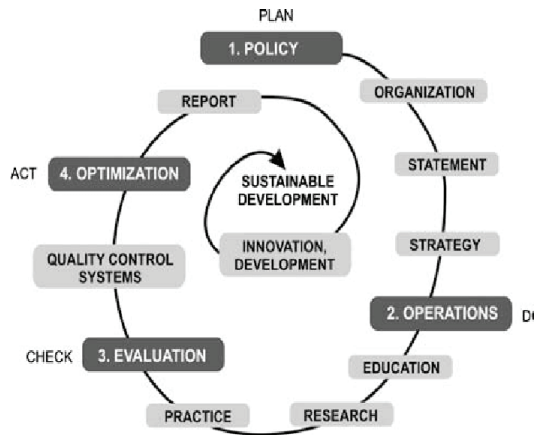 PLAN
1. POLICY
ORGANIZATION
STATEMENT
STRATEGY
2. OPERATIONS
EDUCATION
RESEARCH
PRACTICE
CHECK
3. EVALUATION
QUALITY CONTROL
SYSTEMS
ACT
4. OPTIMIZATION
REPORT
INNOVATION,
DEVELOPMENT
SUSTAINABLE
DEVELOPMENT